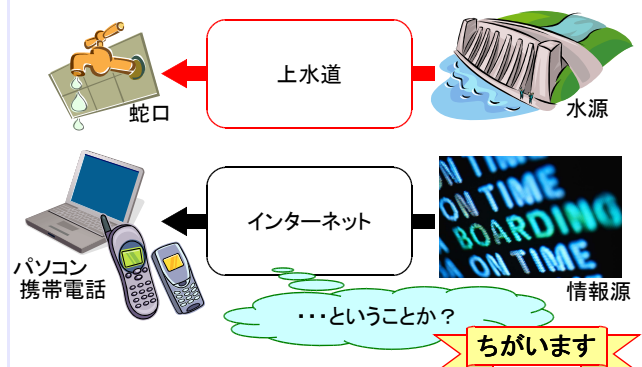 上水道
蛇口
水源
インターネット
ON TIME
ON TIME
BOARDING
ON TIME
パソコン
携帯電話
情報源
・・・ということか？
ちがいます